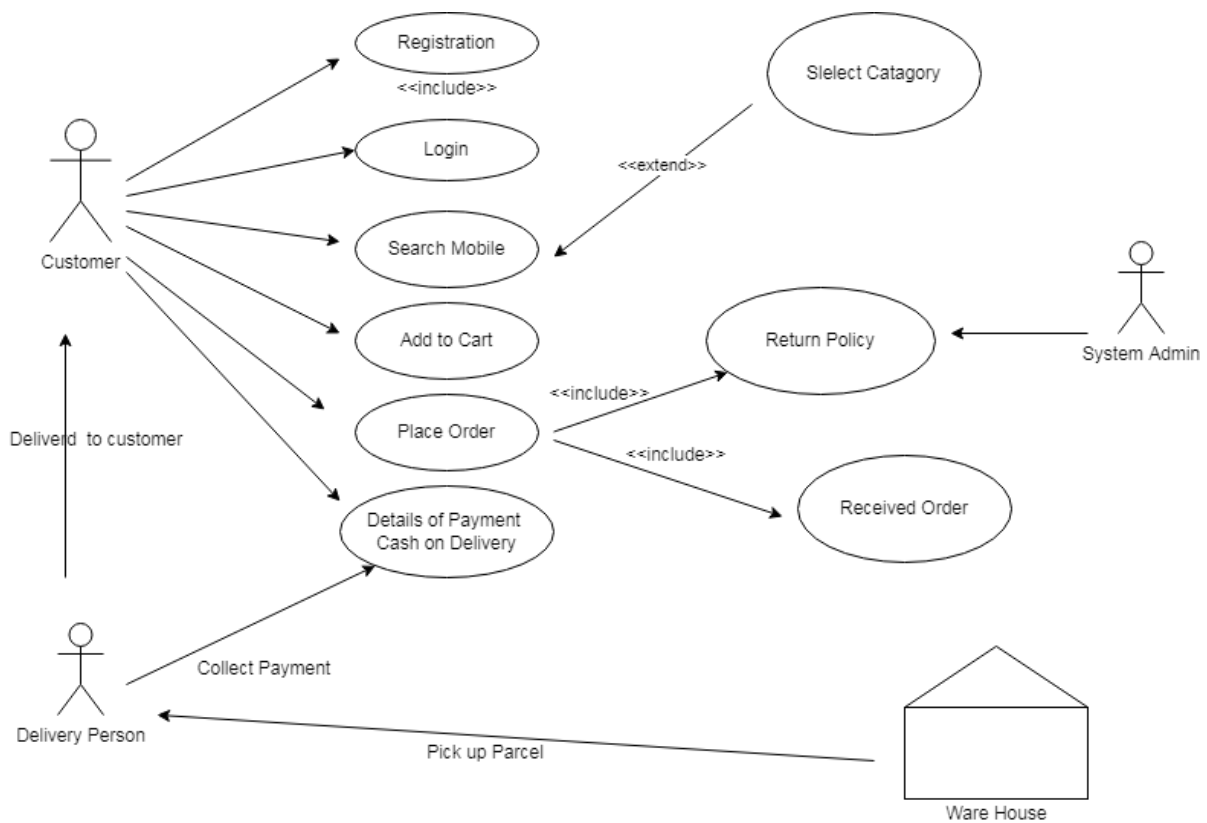 Registration
<<include>>
Slelect Catagory
Login
<<extend>>
Search Mobile
Customer
Add to Cart
Return Policy
System Admin
<<include>>
Place Order
Deliverd to customer
<<include>>
Received Order
Details of Payment
Cash on Delivery
Collect Payment
Delivery Person
Pick up Parcel
Ware House